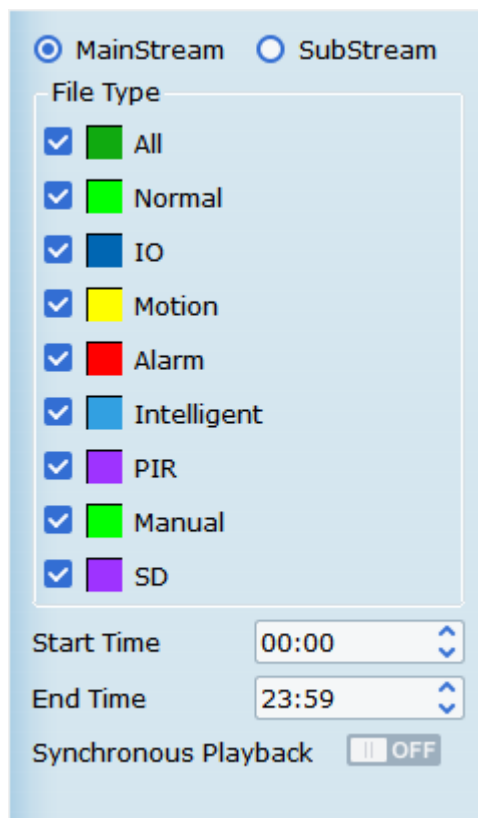 MainStream SubStream
File Type
All
Normal
IO
Motion
Alarm
Intelligent
PIR
Manual
SD
Start Time 00:00
End Time 23:59
Synchronous Playback OFF